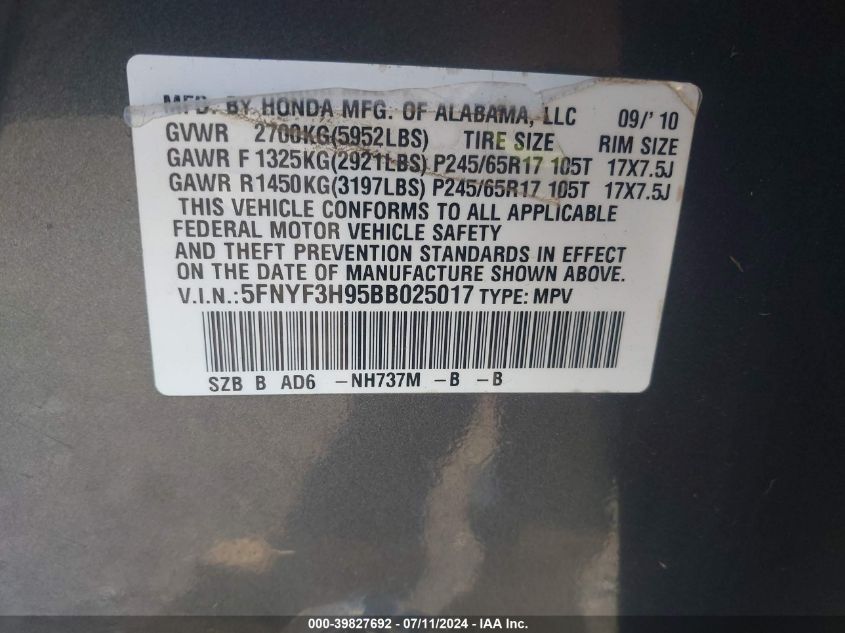 MFD. BY HONDA MFG. OF ALABAMA, LLC 09/' 10
GVWR 2700KG(5952LBS) TIRE SIZE RIM SIZE
GAWR F 1325KG(2921LBS) P245/65R17 105T 17X7.5J
GAWR R1450KG(3197LBS) P245/65R17 105T 17X7.5J
THIS VEHICLE CONFORMS TO ALL APPLICABLE
FEDERAL MOTOR VEHICLE SAFETY
AND THEFT PREVENTION STANDARDS IN EFFECT
ON THE DATE OF MANUFACTURE SHOWN ABOVE.
V.I.N.:5FNYF3H95BB025017 TYPE: MPV
SZB B AD6 -NH737M -B -B
000-39827692 - 07/11/2024 - IAA Inc.